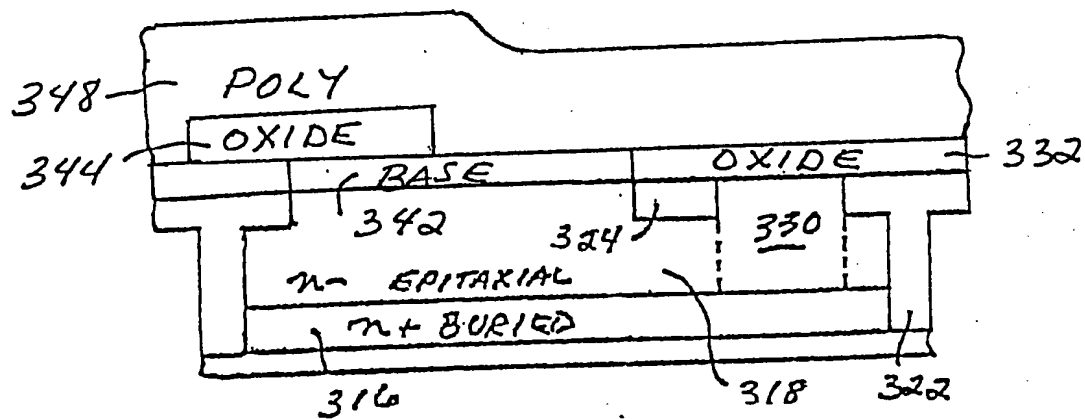 348
POLY
OXIDE
344
BASE
OXIDE
332
342
324
330
n- EPITAXIAL
n+ BURIED
316
318
322